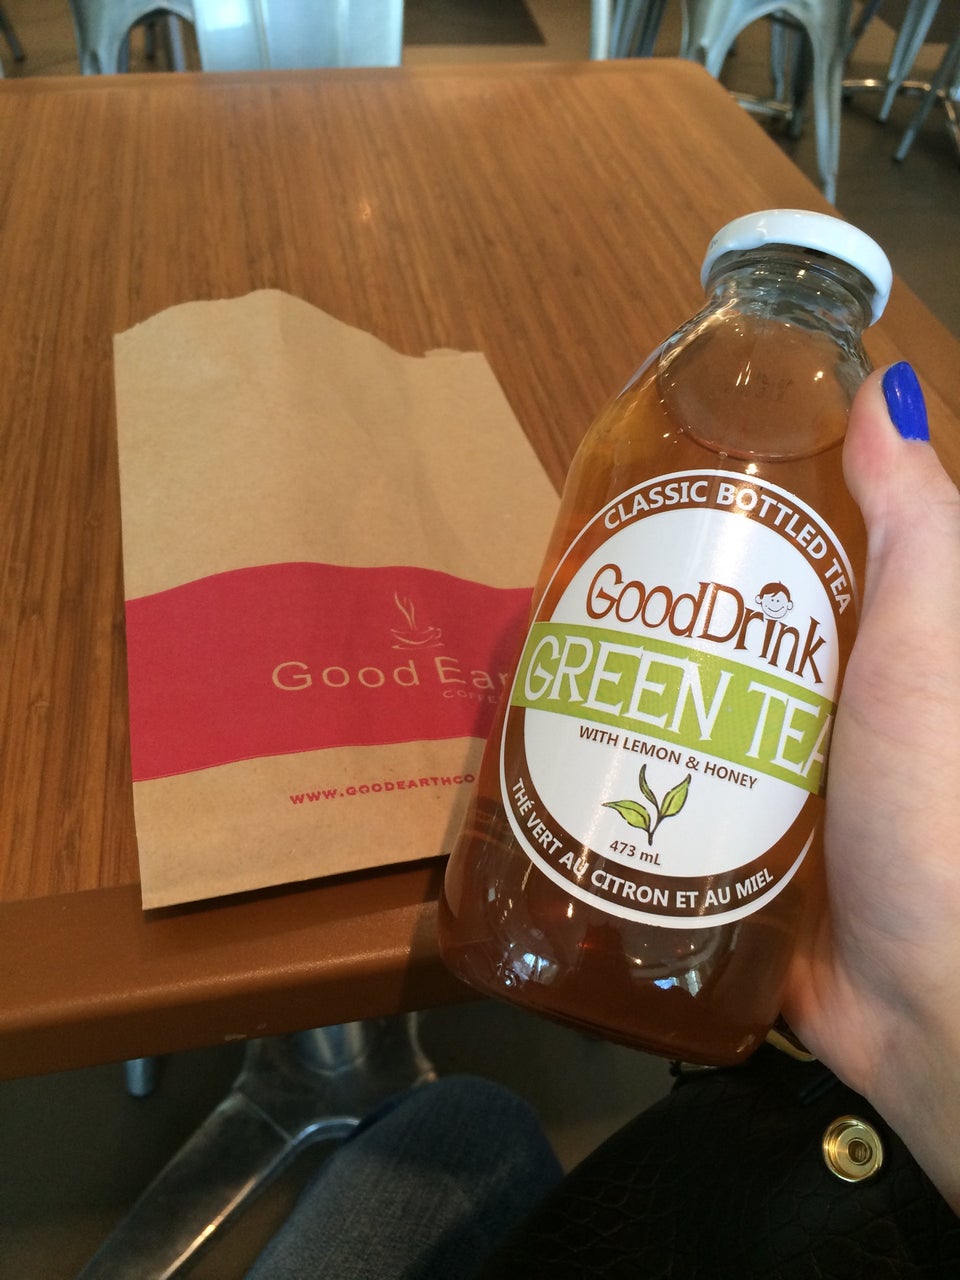 Good
COFFE
WWW.GOODEARTHCO
CLASSIC BOTTLED TEA
GOODDRINK
GREEN TEA
WITH LEMON & HONEY
473 mL
THÉ VERT AU CITRON ET AU MIEL